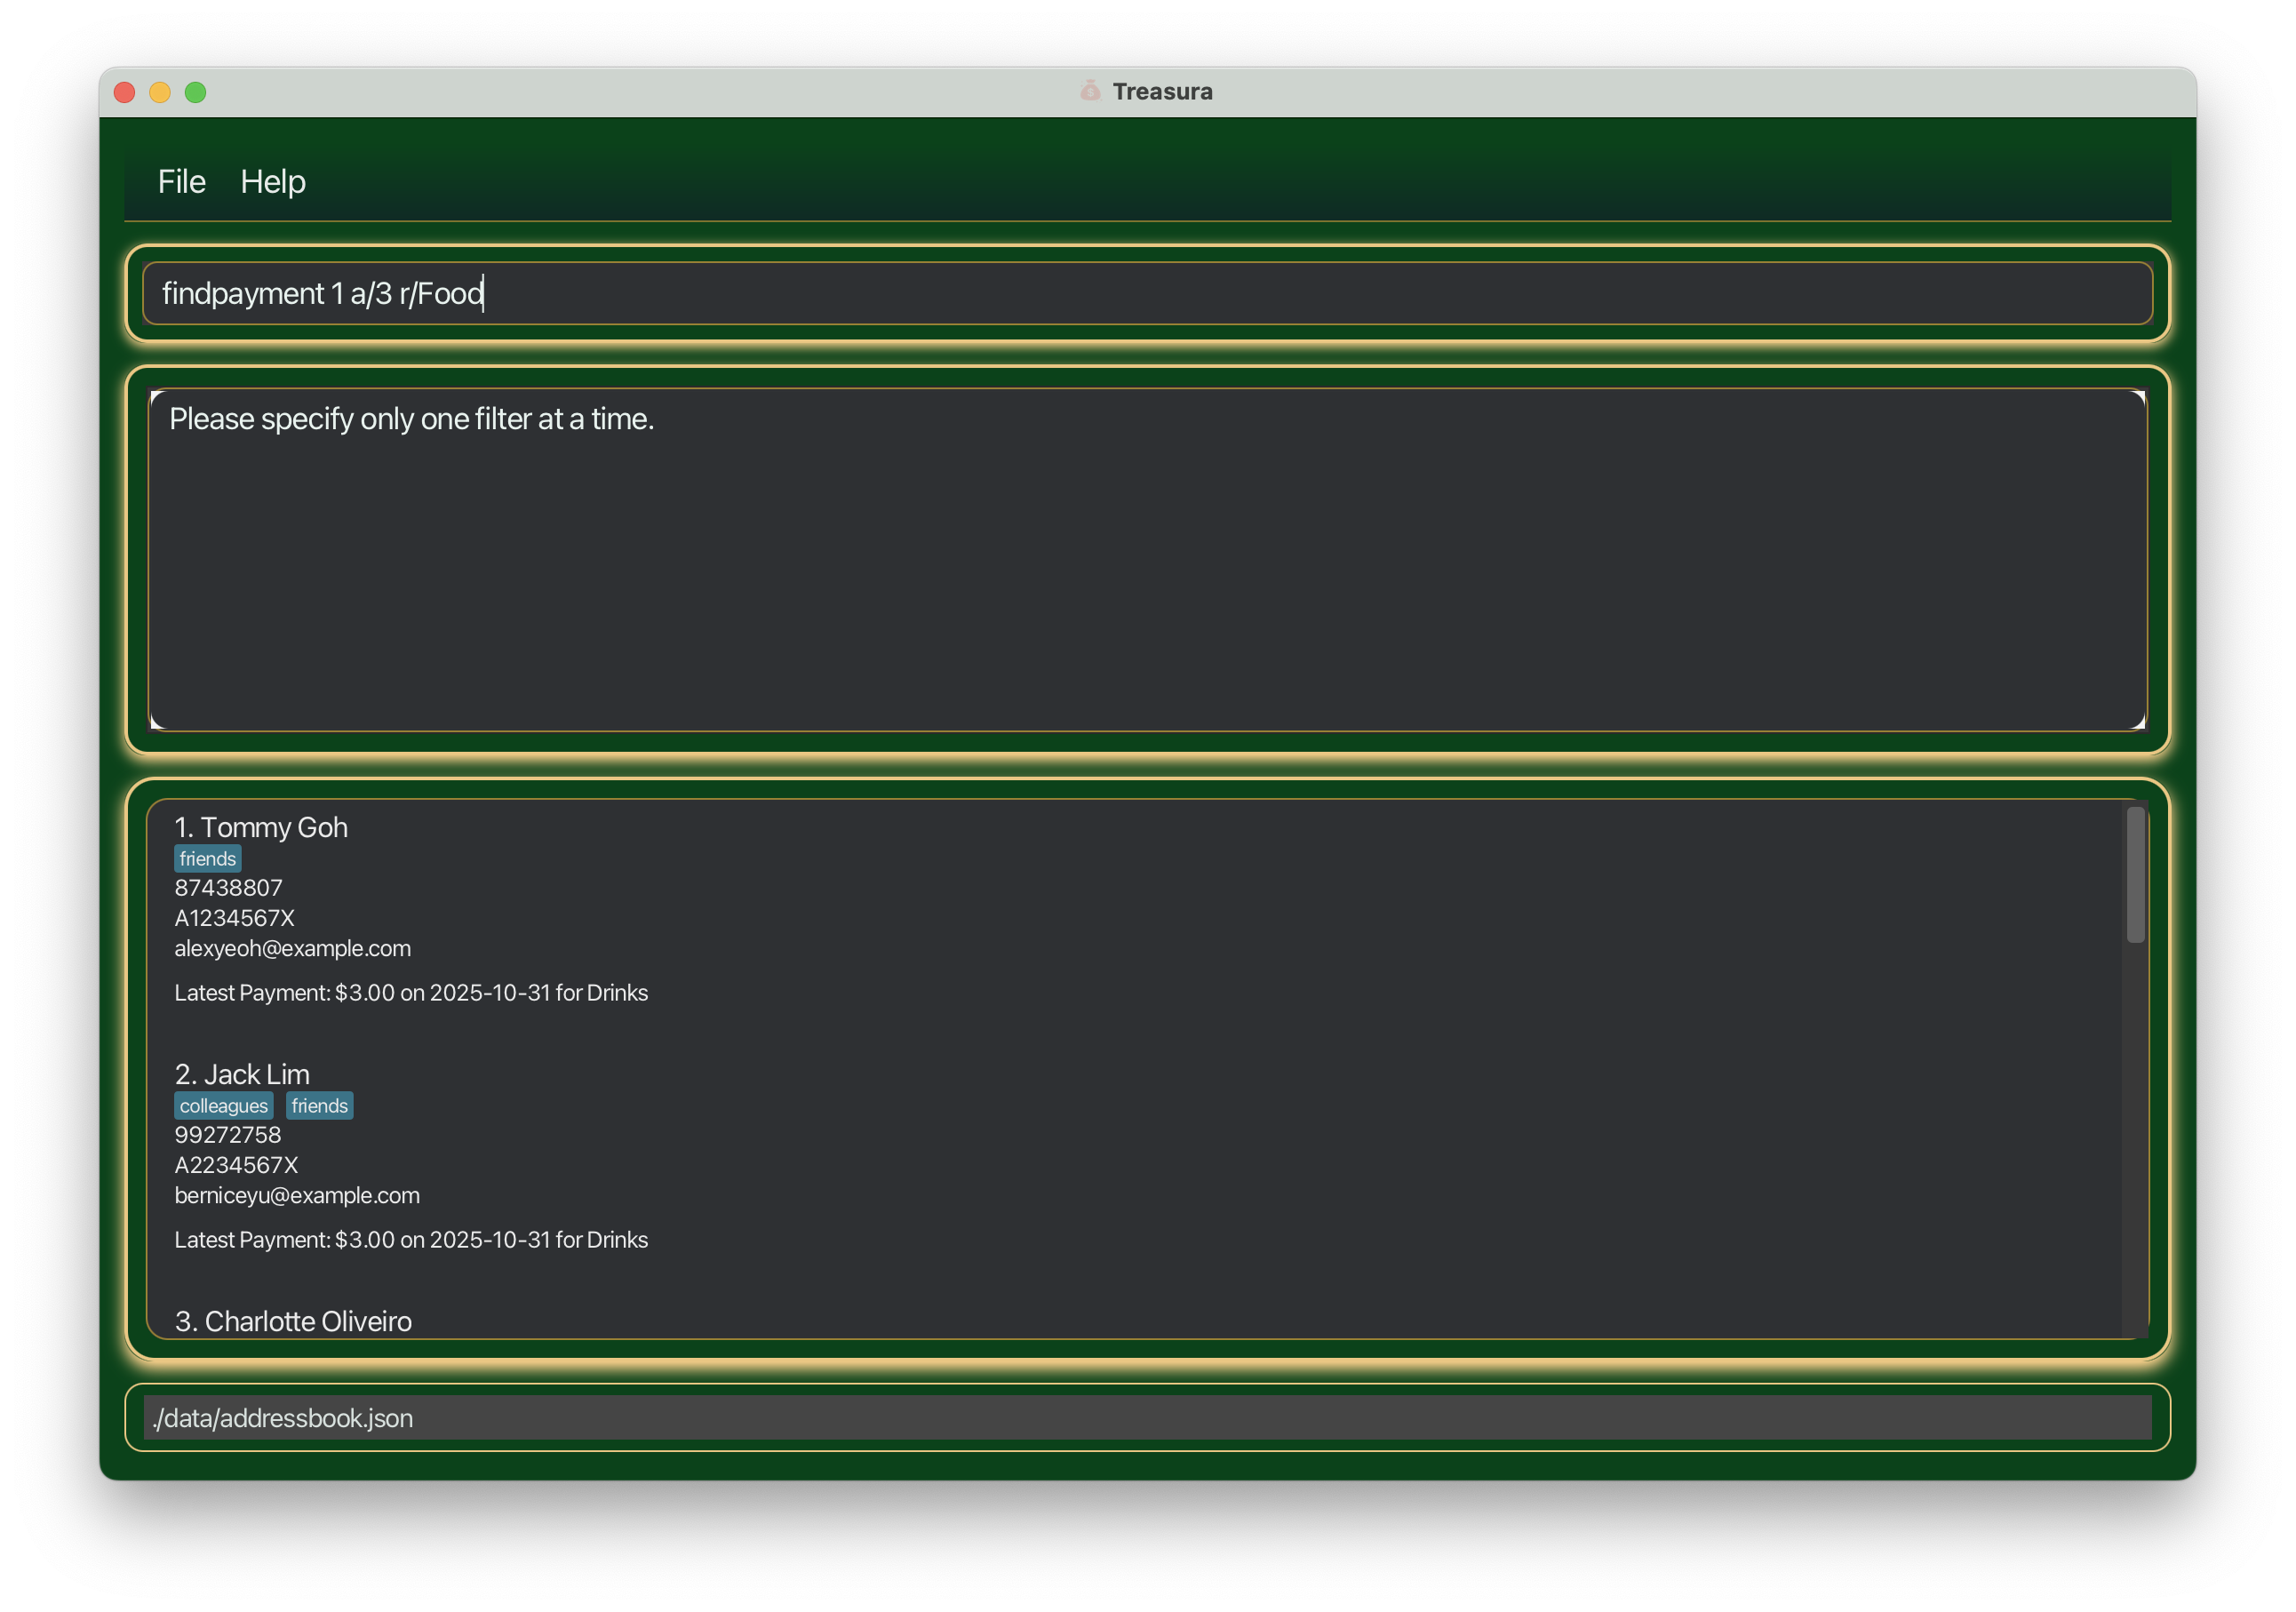 Treasura
File Help
findpayment 1 a/3 r/Food
Please specify only one filter at a time.
1. Tommy Goh
friends
87438807
A1234567X
alexyeoh@example.com
Latest Payment: $3.00 on 2025-10-31 for Drinks
2. Jack Lim
colleagues friends
99272758
A2234567X
berniceyu@example.com
Latest Payment: $3.00 on 2025-10-31 for Drinks
3. Charlotte Oliveiro
./data/addressbook.json